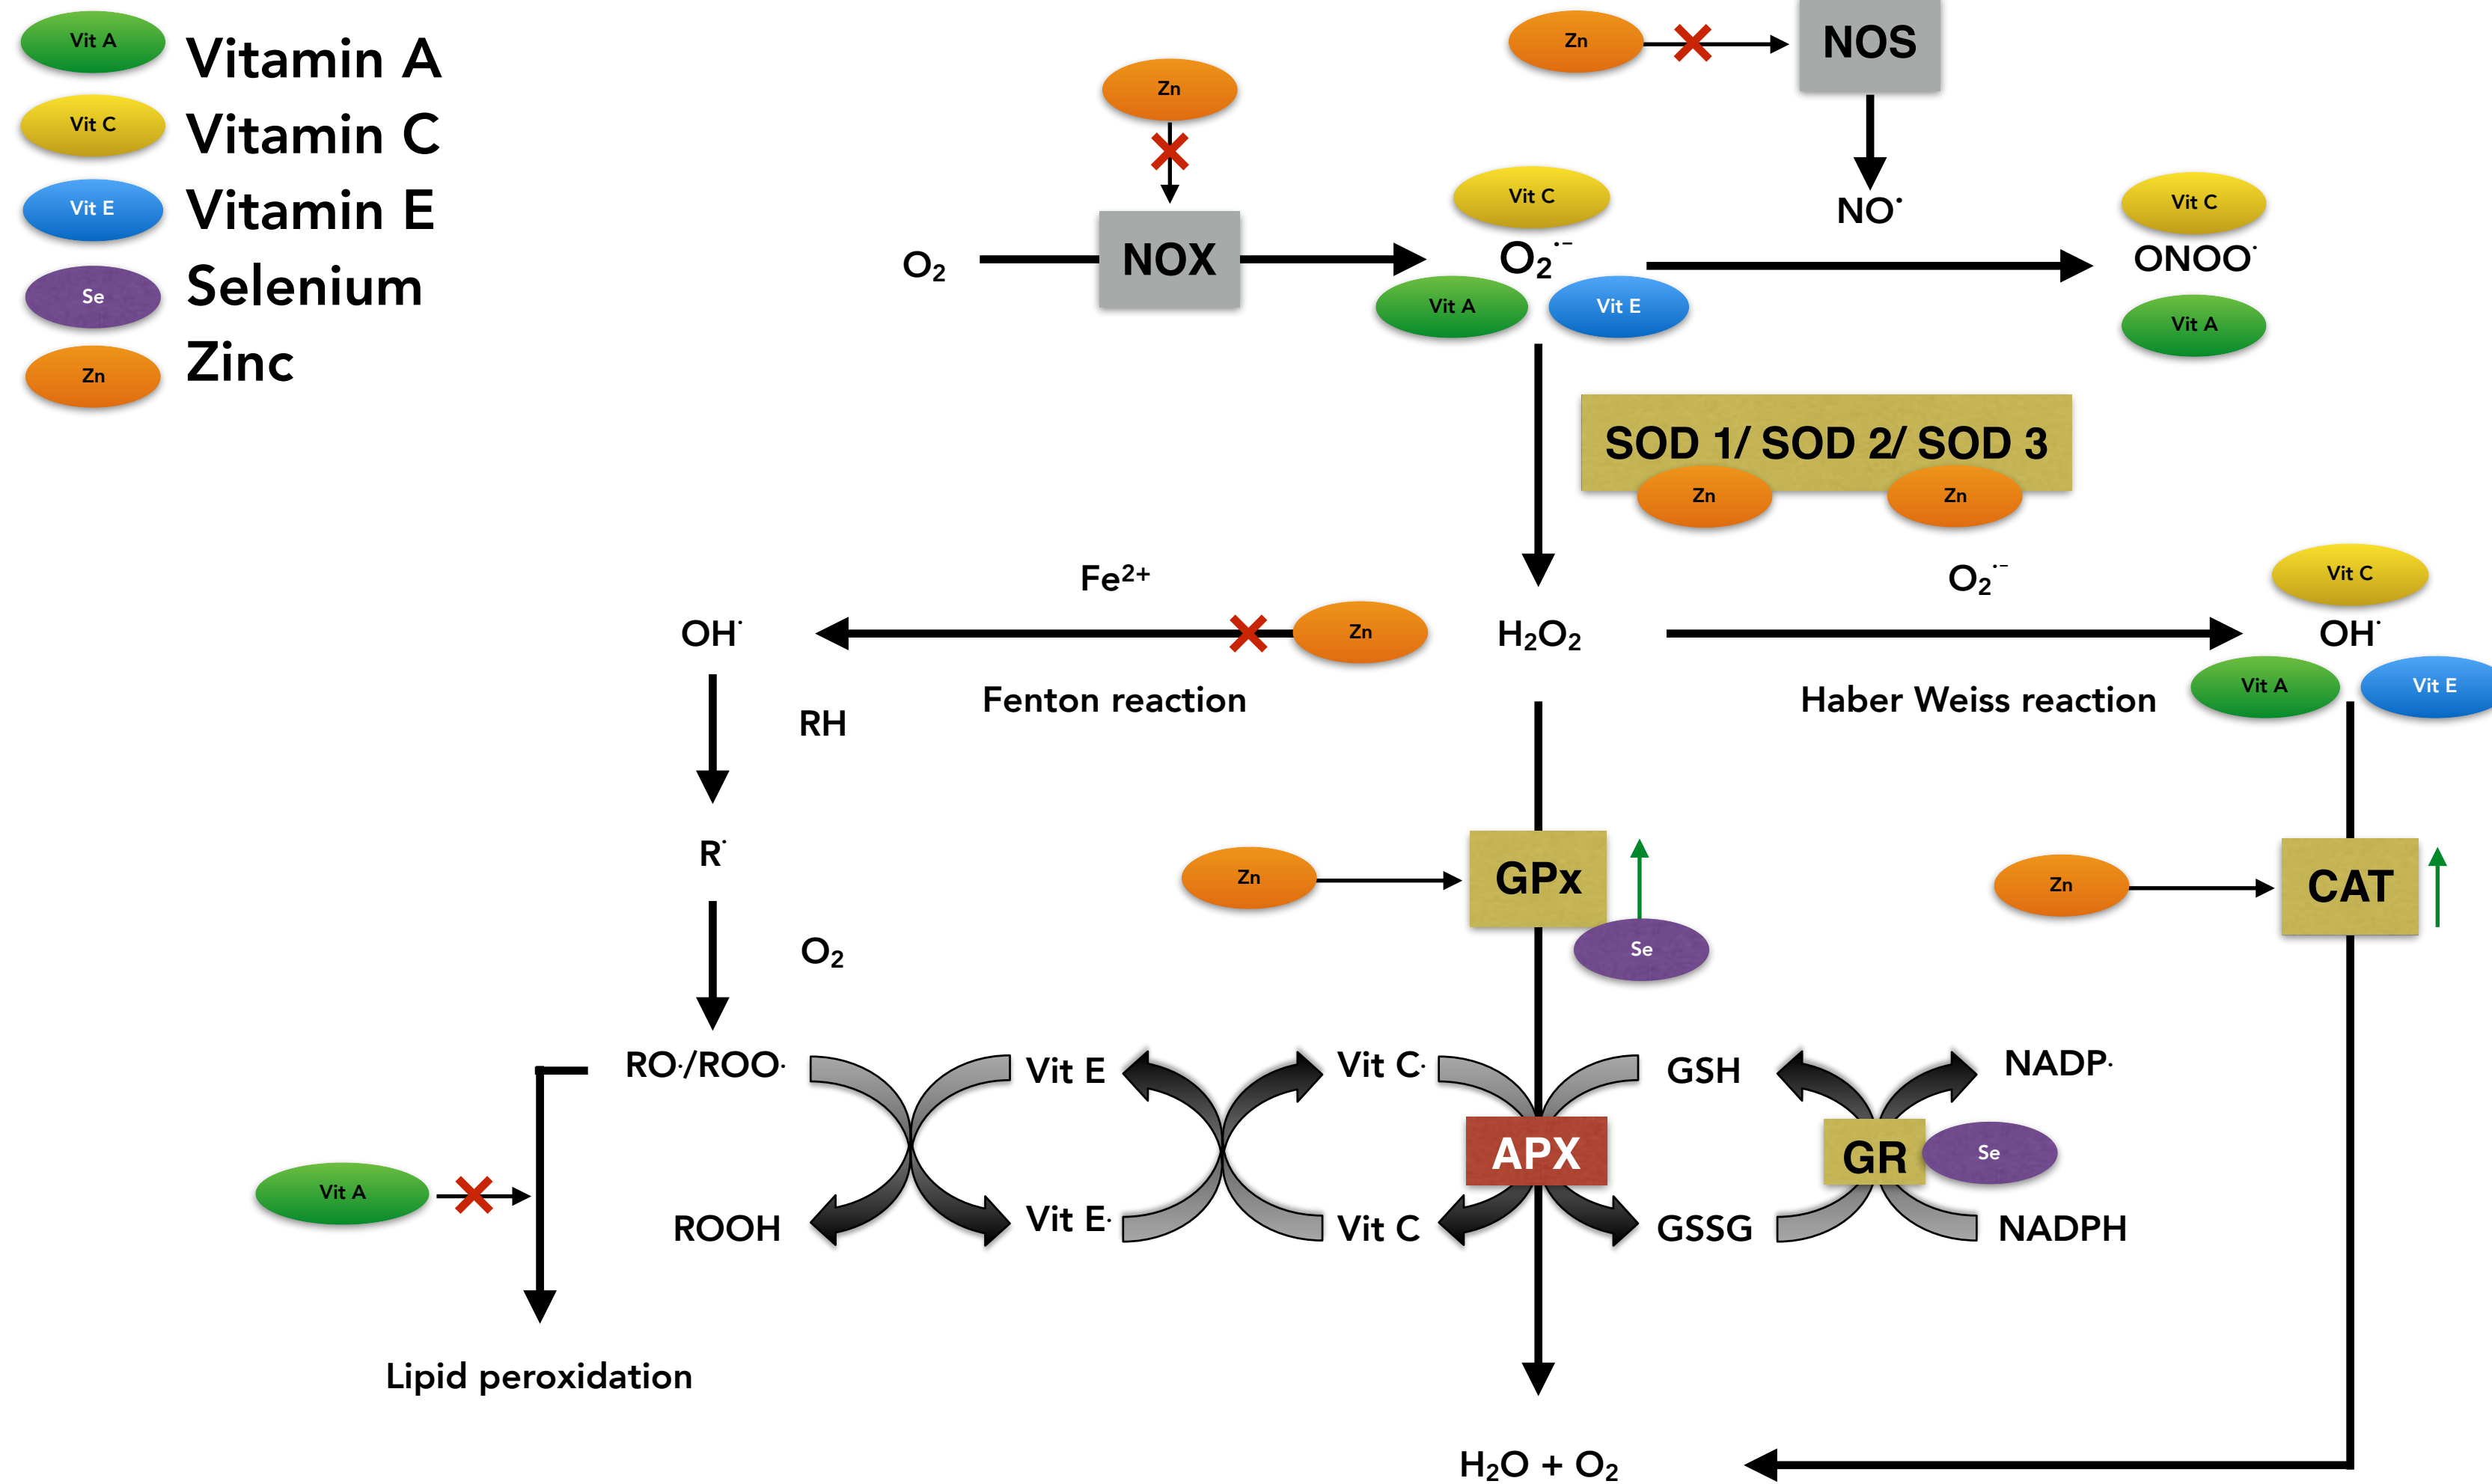 Vit A Vitamin A
Vit C Vitamin C
Vit E Vitamin E
Se Selenium
Zn Zinc
Zn NOS
Zn
NO·
Vit C
Vit C
O₂ NOX O₂·⁻ ONOO·
Vit A Vit E
Vit A
SOD 1/ SOD 2/ SOD 3
Zn Zn
Fe²⁺ O₂·⁻
Vit C
OH· Zn H₂O₂ OH·
Fenton reaction Haber Weiss reaction
Vit A Vit E
RH
R·
Zn GPx Zn CAT
Se
O₂
RO·/ROO· Vit E Vit C· GSH NADP·
APX GR Se
Vit A
ROOH Vit E· Vit C GSSG NADPH
Lipid peroxidation
H₂O + O₂